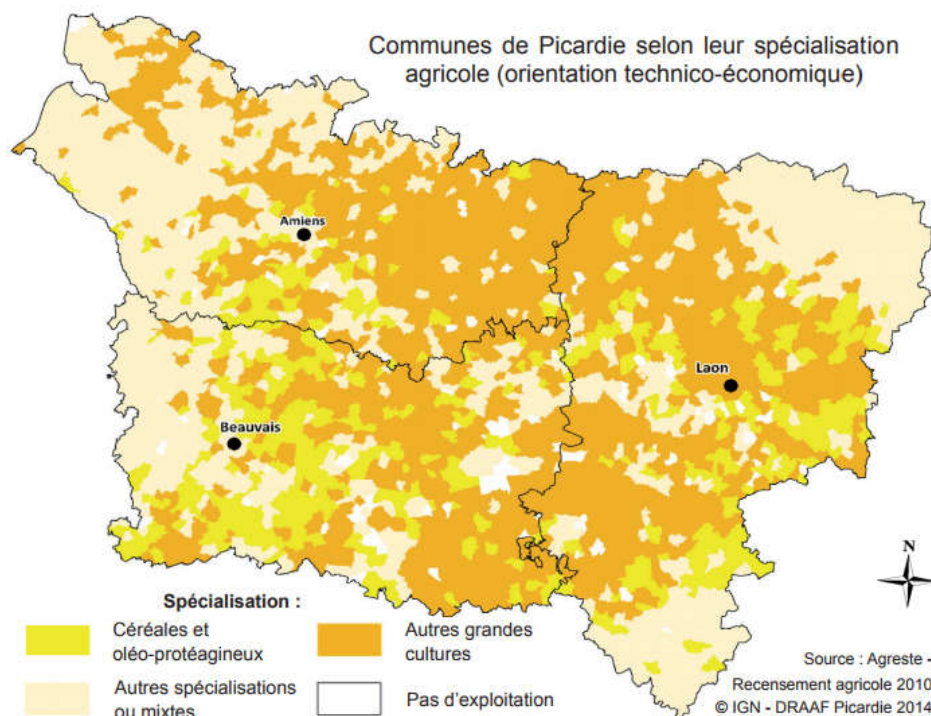 Communes de Picardie selon leur spécialisation
agricole (orientation technico-économique)
Amiens
Laon
Beauvais
N
Spécialisation :
Céréales et
oléo-protéagineux
Autres grandes
cultures
Autres spécialisations
ou mixtes
Pas d'exploitation
Source : Agreste -
Recensement agricole 2010
© IGN - DRAAF Picardie 2014